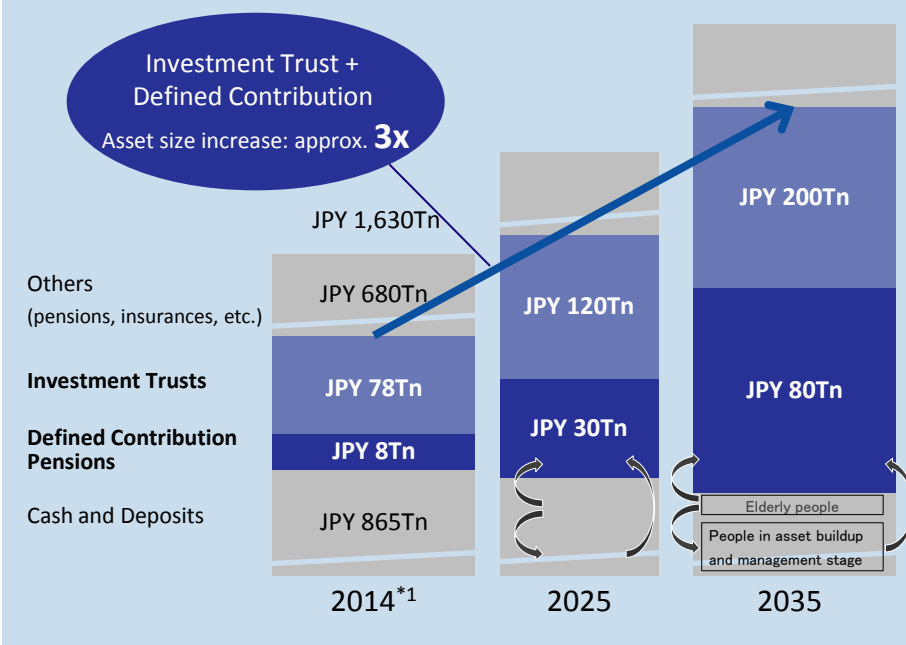 Investment Trust +
Defined Contribution
Asset size increase: approx. 3x
JPY 1,630Tn
Others
(pensions, insurances, etc.)
JPY 680Tn
Investment Trusts
JPY 78Tn
Defined Contribution
Pensions
JPY 8Tn
Cash and Deposits
JPY 865Tn
2014*1
JPY 120Tn
JPY 30Tn
2025
JPY 200Tn
JPY 80Tn
Elderly people
People in asset buildup
and management stage
2035